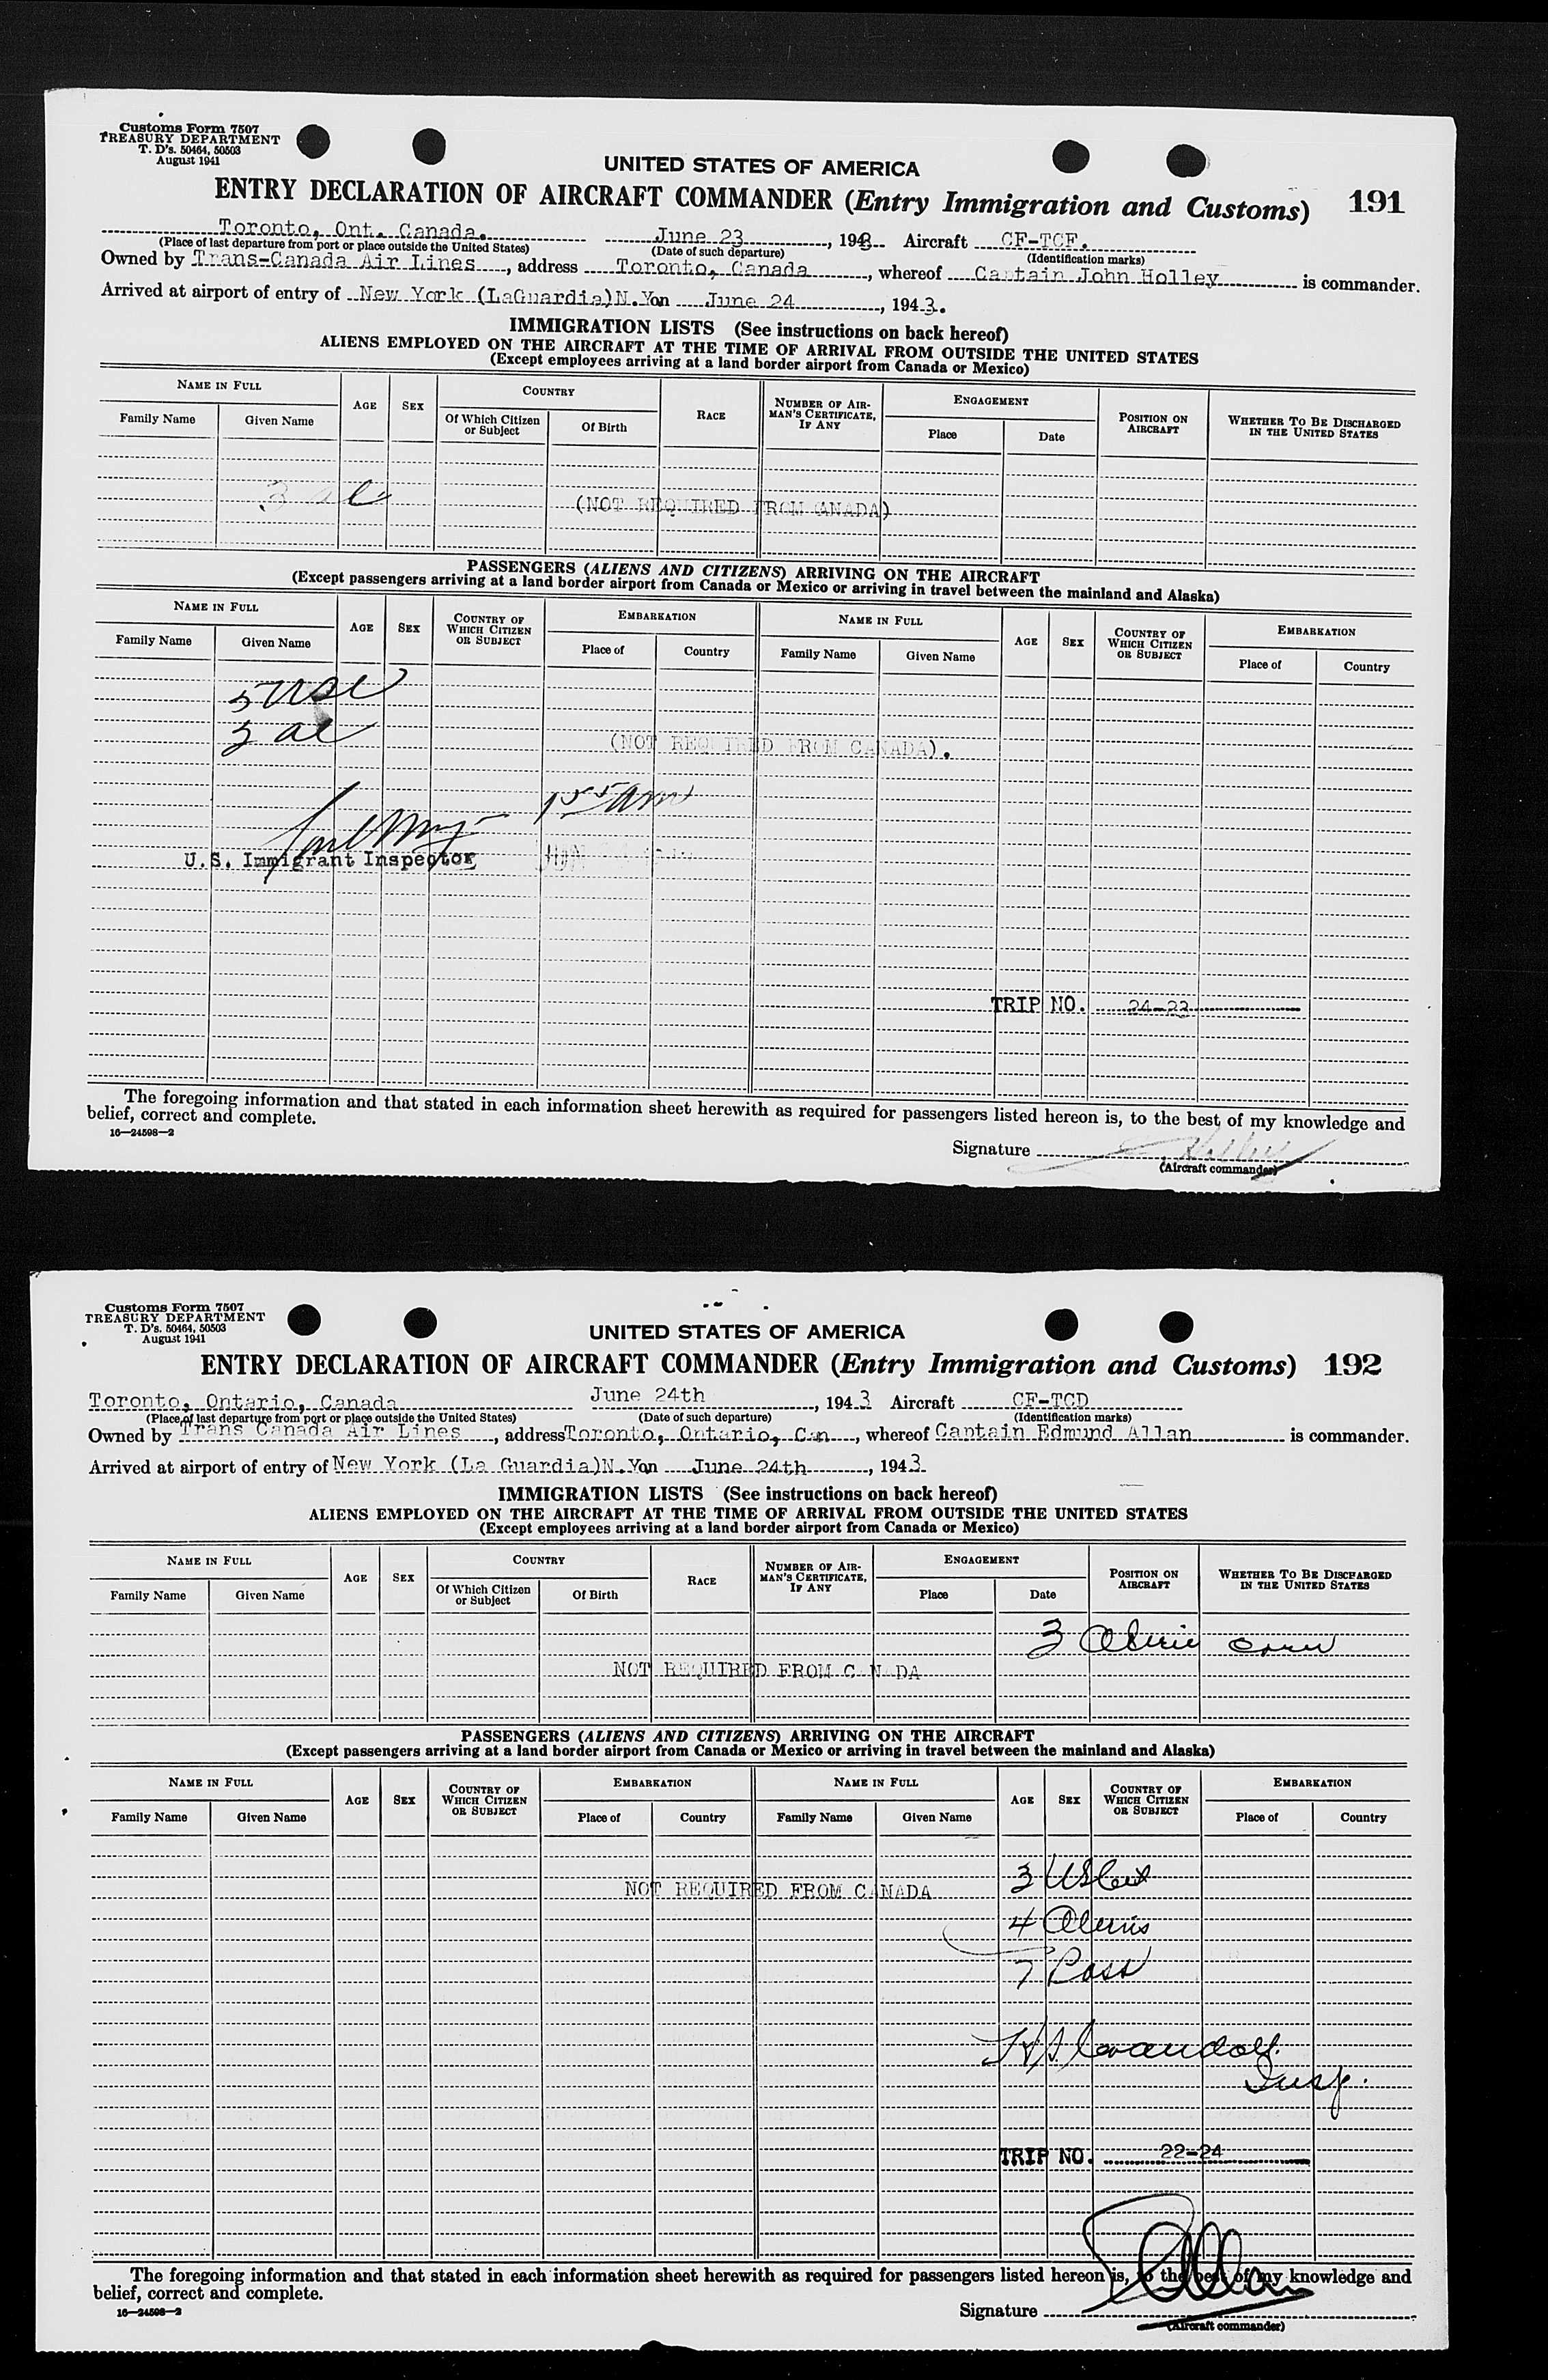 Customs Form 7507
TREASURY DEPARTMENT
T. D's. 50464, 50503
August 1941
UNITED STATES OF AMERICA
ENTRY DECLARATION OF AIRCRAFT COMMANDER (Entry Immigration and Customs) 191
Toronto, Ont. Canada. June 23, 1943 Aircraft CF-TCF.
(Place of last departure from port or place outside the United States) (Date of such departure) (Identification marks)
Owned by Trans-Canada Air Lines, address Toronto, Canada, whereof Captain John Holley is commander.
Arrived at airport of entry of New York (LaGuardia)N.Y. on June 24, 1943.
IMMIGRATION LISTS (See instructions on back hereof)
ALIENS EMPLOYED ON THE AIRCRAFT AT THE TIME OF ARRIVAL FROM OUTSIDE THE UNITED STATES
(Except employees arriving at a land border airport from Canada or Mexico)
NAME IN FULL AGE SEX COUNTRY RACE NUMBER OF AIRMAN'S CERTIFICATE, IF ANY ENGAGEMENT POSITION ON AIRCRAFT WHETHER TO BE DISCHARGED IN THE UNITED STATES
Family Name Given Name Of Which Citizen or Subject Of Birth Place Date
3 al
(NOT REQUIRED FROM CANADA)
PASSENGERS (ALIENS AND CITIZENS) ARRIVING ON THE AIRCRAFT
(Except passengers arriving at a land border airport from Canada or Mexico or arriving in travel between the mainland and Alaska)
NAME IN FULL AGE SEX COUNTRY OF WHICH CITIZEN OR SUBJECT EMBARKATION NAME IN FULL AGE SEX COUNTRY OF WHICH CITIZEN OR SUBJECT EMBARKATION
Family Name Given Name Place of Country Family Name Given Name Place of Country
5 USC
3 al
(NOT REQUIRED FROM CANADA).
155 am
U.S. Immigrant Inspector JUN
TRIP NO. 24-23
The foregoing information and that stated in each information sheet herewith as required for passengers listed hereon is, to the best of my knowledge and
belief, correct and complete.
16—24598—2
Signature Holley
(Aircraft commander)
Customs Form 7507
TREASURY DEPARTMENT
T. D's. 50464, 50503
August 1941
UNITED STATES OF AMERICA
ENTRY DECLARATION OF AIRCRAFT COMMANDER (Entry Immigration and Customs) 192
Toronto, Ontario, Canada June 24th, 1943 Aircraft CF-TCD
(Place of last departure from port or place outside the United States) (Date of such departure) (Identification marks)
Owned by Trans Canada Air Lines, address Toronto, Ontario, Can, whereof Captain Edmund Allan is commander.
Arrived at airport of entry of New York (La Guardia)N.Y. on June 24th, 1943
IMMIGRATION LISTS (See instructions on back hereof)
ALIENS EMPLOYED ON THE AIRCRAFT AT THE TIME OF ARRIVAL FROM OUTSIDE THE UNITED STATES
(Except employees arriving at a land border airport from Canada or Mexico)
NAME IN FULL AGE SEX COUNTRY RACE NUMBER OF AIRMAN'S CERTIFICATE, IF ANY ENGAGEMENT POSITION ON AIRCRAFT WHETHER TO BE DISCHARGED IN THE UNITED STATES
Family Name Given Name Of Which Citizen or Subject Of Birth Place Date
3 Alien crew
NOT REQUIRED FROM CANADA
PASSENGERS (ALIENS AND CITIZENS) ARRIVING ON THE AIRCRAFT
(Except passengers arriving at a land border airport from Canada or Mexico or arriving in travel between the mainland and Alaska)
NAME IN FULL AGE SEX COUNTRY OF WHICH CITIZEN OR SUBJECT EMBARKATION NAME IN FULL AGE SEX COUNTRY OF WHICH CITIZEN OR SUBJECT EMBARKATION
Family Name Given Name Place of Country Family Name Given Name Place of Country
3 US Cit
NOT REQUIRED FROM CANADA
4 Aliens
7 Pass
Crandall
Insp.
TRIP NO. 22-24
The foregoing information and that stated in each information sheet herewith as required for passengers listed hereon is, to the best of my knowledge and
belief, correct and complete.
16—24598—2
Signature Allan
(Aircraft commander)